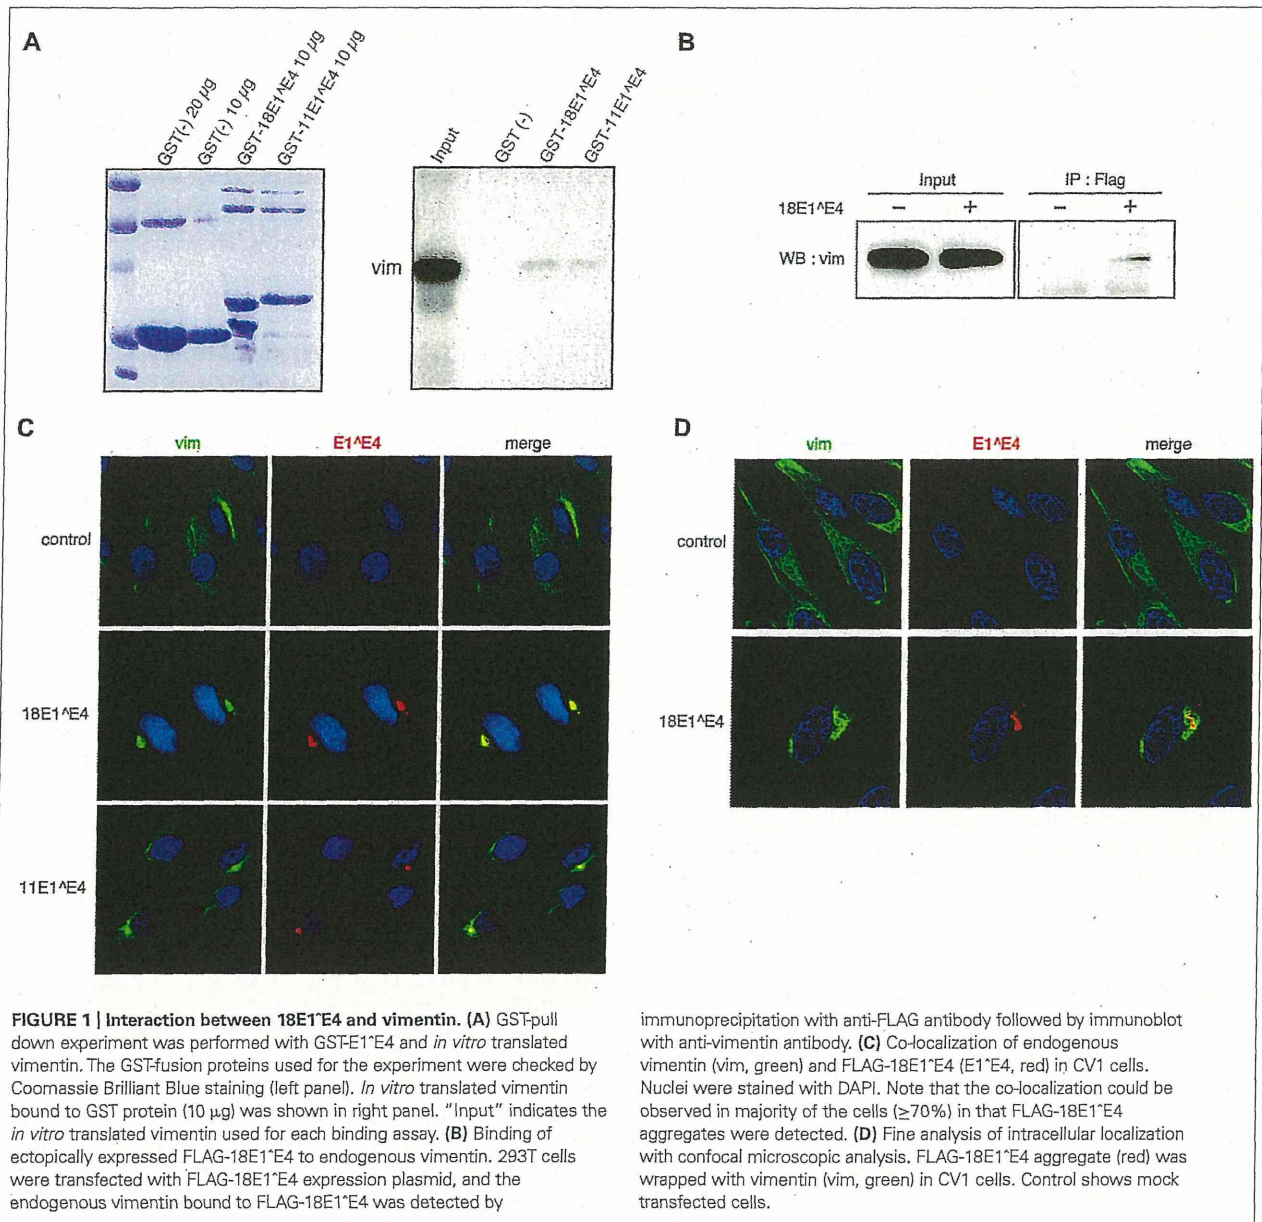 A
GST(-) 20 µg
GST(-) 10 µg
GST-18E1^E4 10 µg
GST-11E1^E4 10 µg
Input
GST (-)
GST-18E1^E4
GST-11E1^E4
vim
B
Input
IP : Flag
18E1^E4
− + − +
WB : vim
C
vim E1^E4 merge
control
18E1^E4
11E1^E4
D
vim E1^E4 merge
control
18E1^E4
FIGURE 1 | Interaction between 18E1^E4 and vimentin. (A) GST-pull
down experiment was performed with GST-E1^E4 and in vitro translated
vimentin. The GST-fusion proteins used for the experiment were checked by
Coomassie Brilliant Blue staining (left panel). In vitro translated vimentin
bound to GST protein (10 µg) was shown in right panel. "Input" indicates the
in vitro translated vimentin used for each binding assay. (B) Binding of
ectopically expressed FLAG-18E1^E4 to endogenous vimentin. 293T cells
were transfected with FLAG-18E1^E4 expression plasmid, and the
endogenous vimentin bound to FLAG-18E1^E4 was detected by
immunoprecipitation with anti-FLAG antibody followed by immunoblot
with anti-vimentin antibody. (C) Co-localization of endogenous
vimentin (vim, green) and FLAG-18E1^E4 (E1^E4, red) in CV1 cells.
Nuclei were stained with DAPI. Note that the co-localization could be
observed in majority of the cells (≥70%) in that FLAG-18E1^E4
aggregates were detected. (D) Fine analysis of intracellular localization
with confocal microscopic analysis. FLAG-18E1^E4 aggregate (red) was
wrapped with vimentin (vim, green) in CV1 cells. Control shows mock
transfected cells.